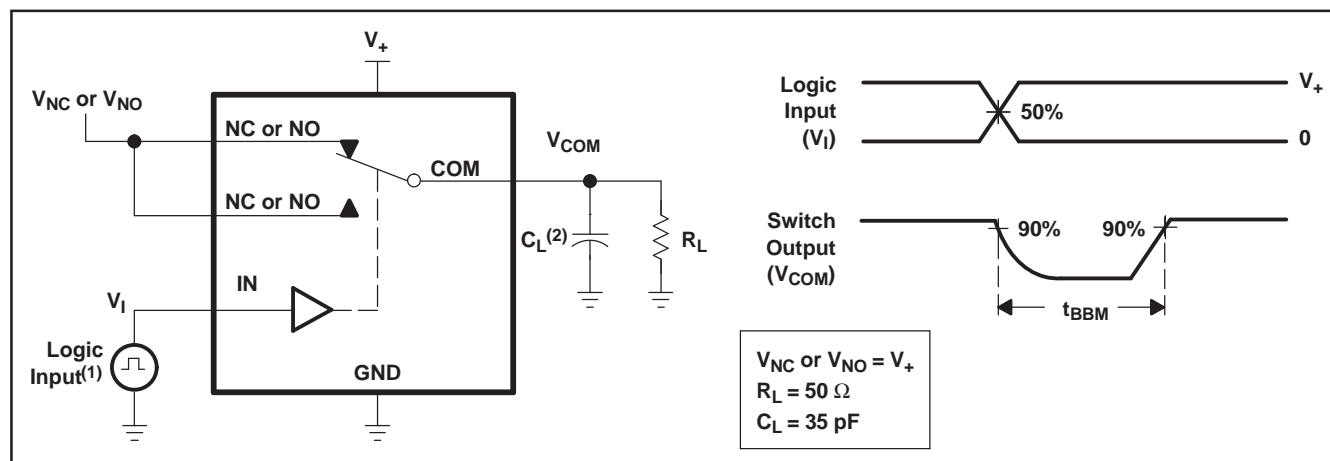 V+
VNC or VNO
NC or NO
VCOM
COM
NC or NO
CL(2)
RL
IN
VI
Logic
Input(1)
GND
Logic
Input
(VI)
V+
50%
0
Switch
Output
(VCOM)
90%
90%
tBBM
VNC or VNO = V+
RL = 50 Ω
CL = 35 pF